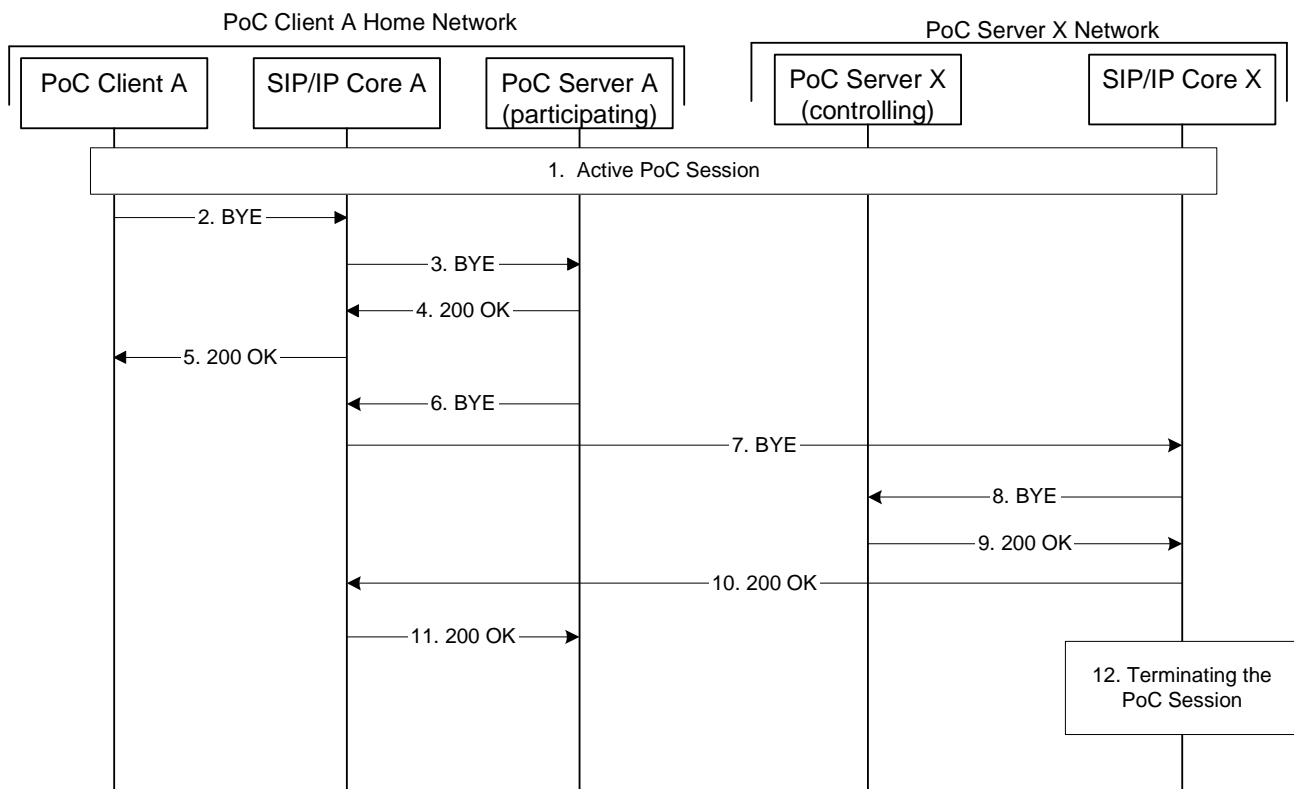 PoC Client A Home Network
PoC Server X Network
PoC Client A
SIP/IP Core A
PoC Server A
(participating)
PoC Server X
(controlling)
SIP/IP Core X
1. Active PoC Session
2. BYE
3. BYE
4. 200 OK
5. 200 OK
6. BYE
7. BYE
8. BYE
9. 200 OK
10. 200 OK
11. 200 OK
12. Terminating the
PoC Session